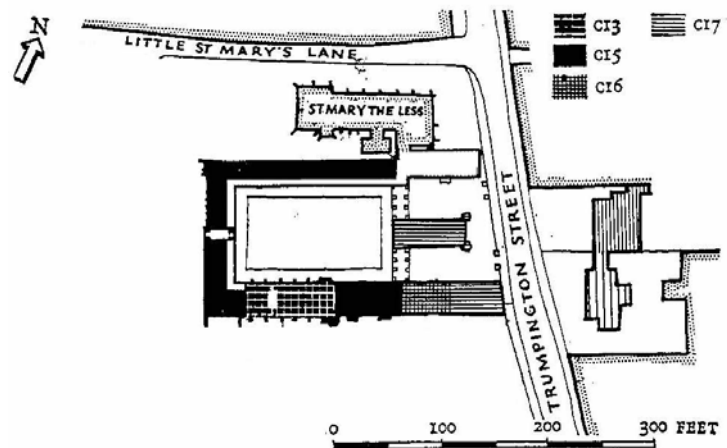 N
LITTLE ST MARY'S LANE
C13
C17
C15
C16
ST MARY THE LESS
TRUMPINGTON STREET
0 100 200 300 FEET